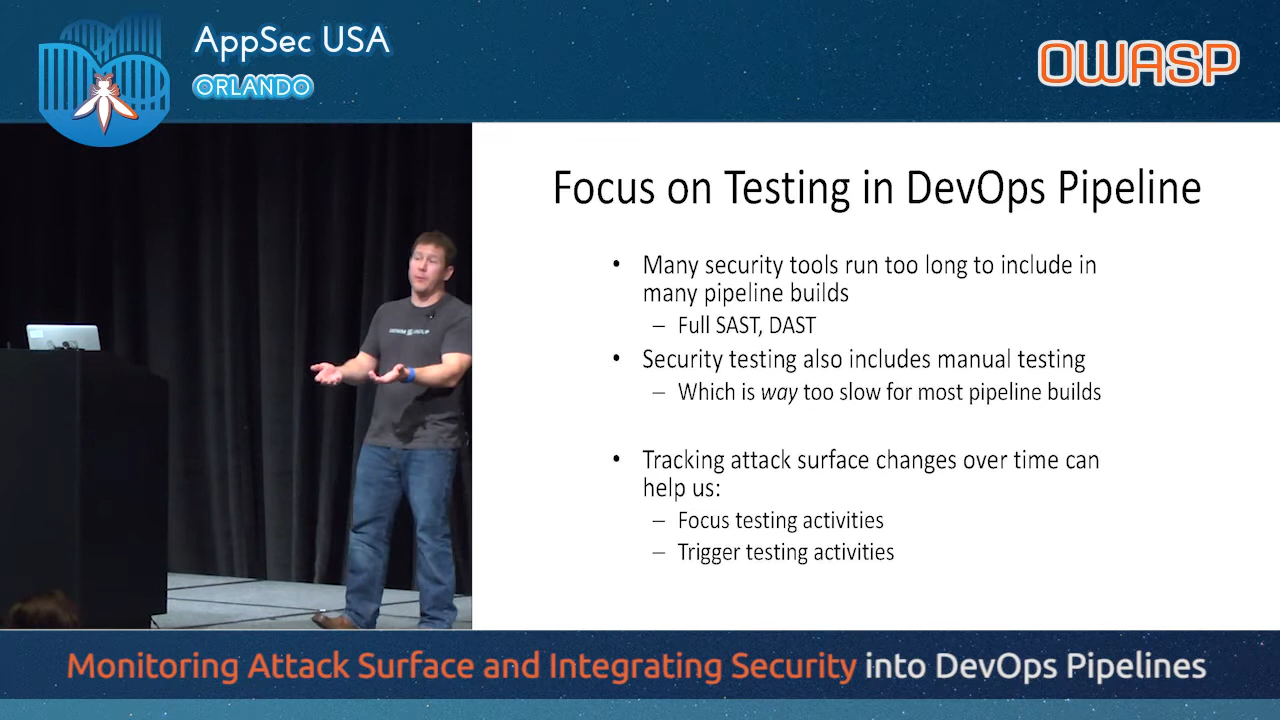 AppSec USA
ORLANDO
OWASP
Focus on Testing in DevOps Pipeline
• Many security tools run too long to include in
many pipeline builds
– Full SAST, DAST
• Security testing also includes manual testing
– Which is way too slow for most pipeline builds
• Tracking attack surface changes over time can
help us:
– Focus testing activities
– Trigger testing activities
Monitoring Attack Surface and Integrating Security into DevOps Pipelines